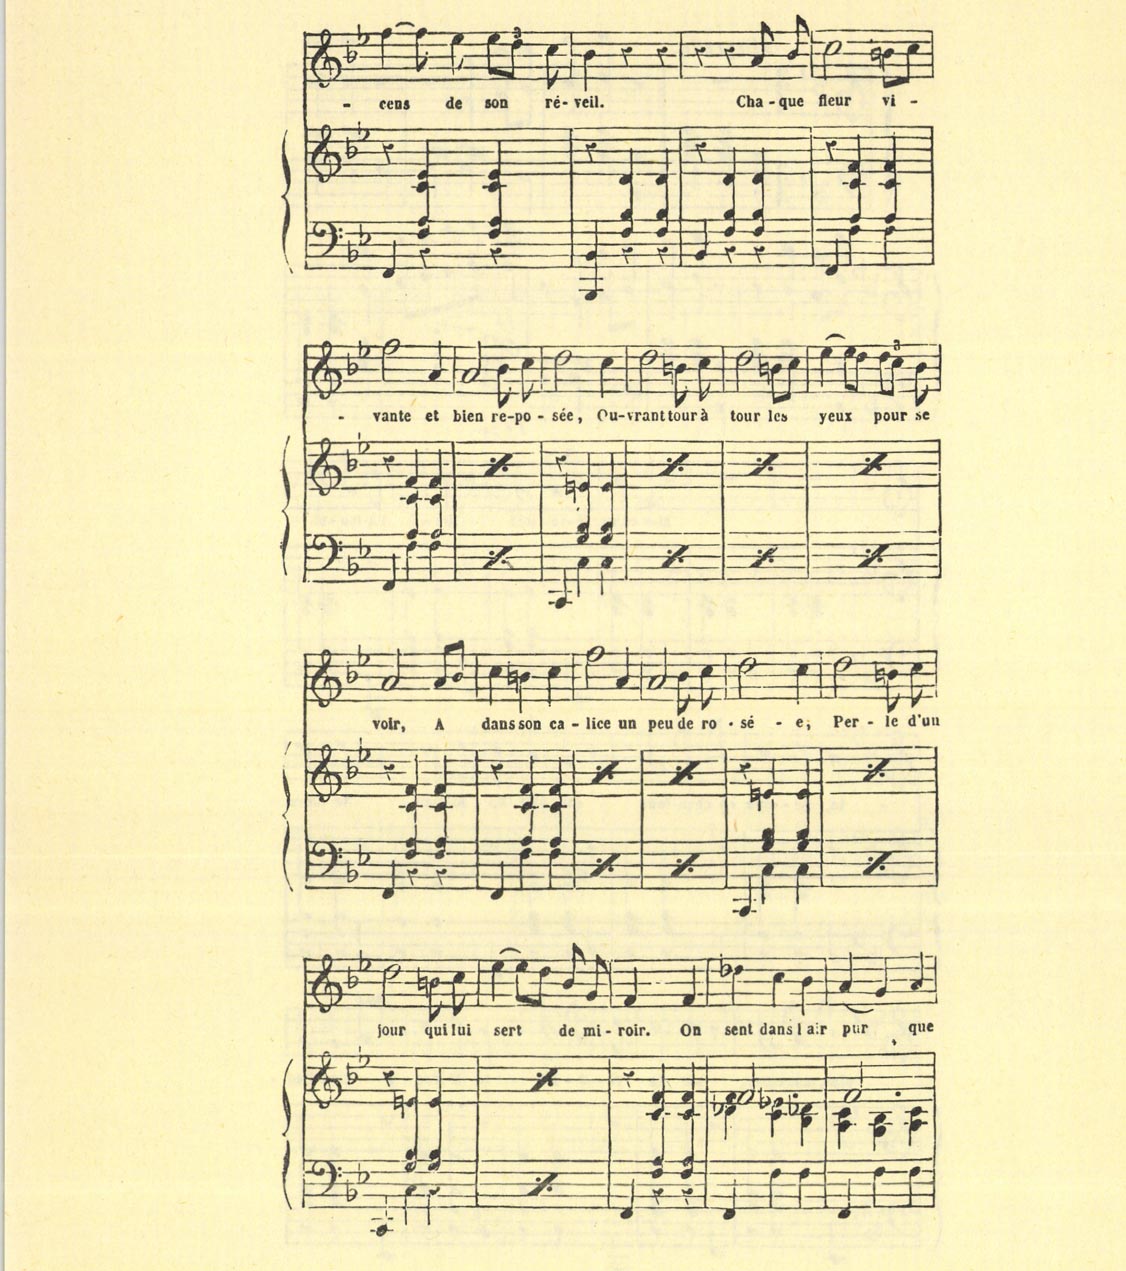 - cens de son ré-veil. Cha-que fleur vi -
- vante et bien re-po-sée, Ou-vrant tour à tour les yeux pour se
voir, A dans son ca-lice un peu de ro-sé-e, Per-le d'un
jour qui lui sert de mi-roir. On sent dans l'air pur, que